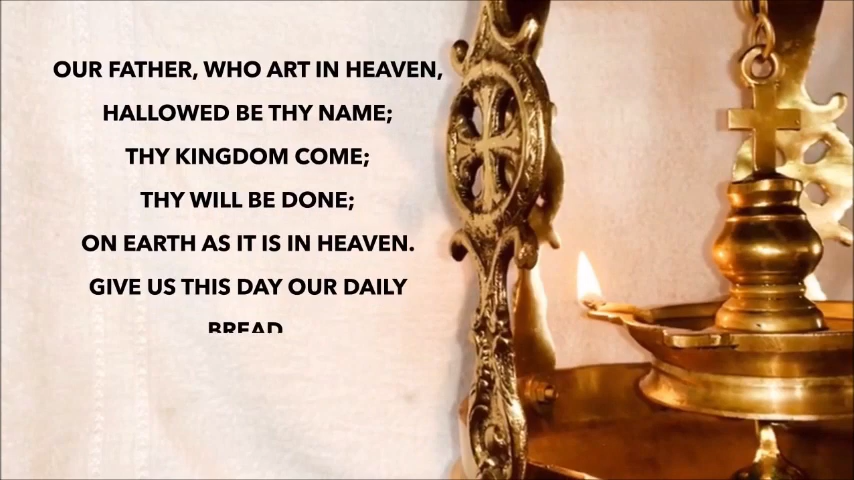 OUR FATHER, WHO ART IN HEAVEN,
HALLOWED BE THY NAME;
THY KINGDOM COME;
THY WILL BE DONE;
ON EARTH AS IT IS IN HEAVEN.
GIVE US THIS DAY OUR DAILY
BREAD